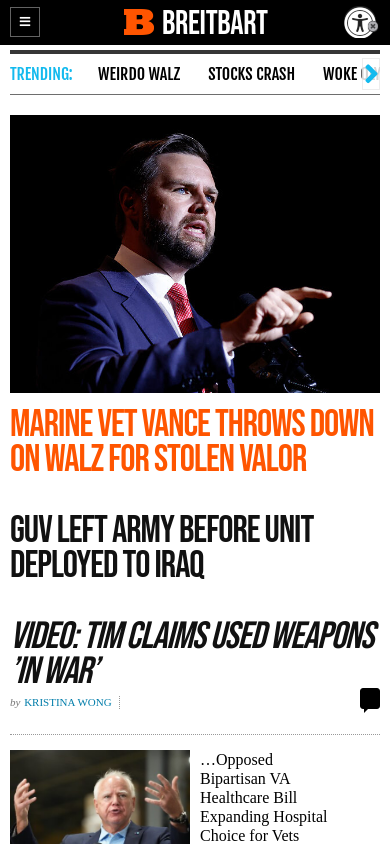 BREITBART
TRENDING:
WEIRDO WALZ
STOCKS CRASH
WOKE
MARINE VET VANCE THROWS DOWN
ON WALZ FOR STOLEN VALOR
GUV LEFT ARMY BEFORE UNIT
DEPLOYED TO IRAQ
VIDEO: TIM CLAIMS USED WEAPONS
'IN WAR'
by KRISTINA WONG
…Opposed
Bipartisan VA
Healthcare Bill
Expanding Hospital
Choice for Vets